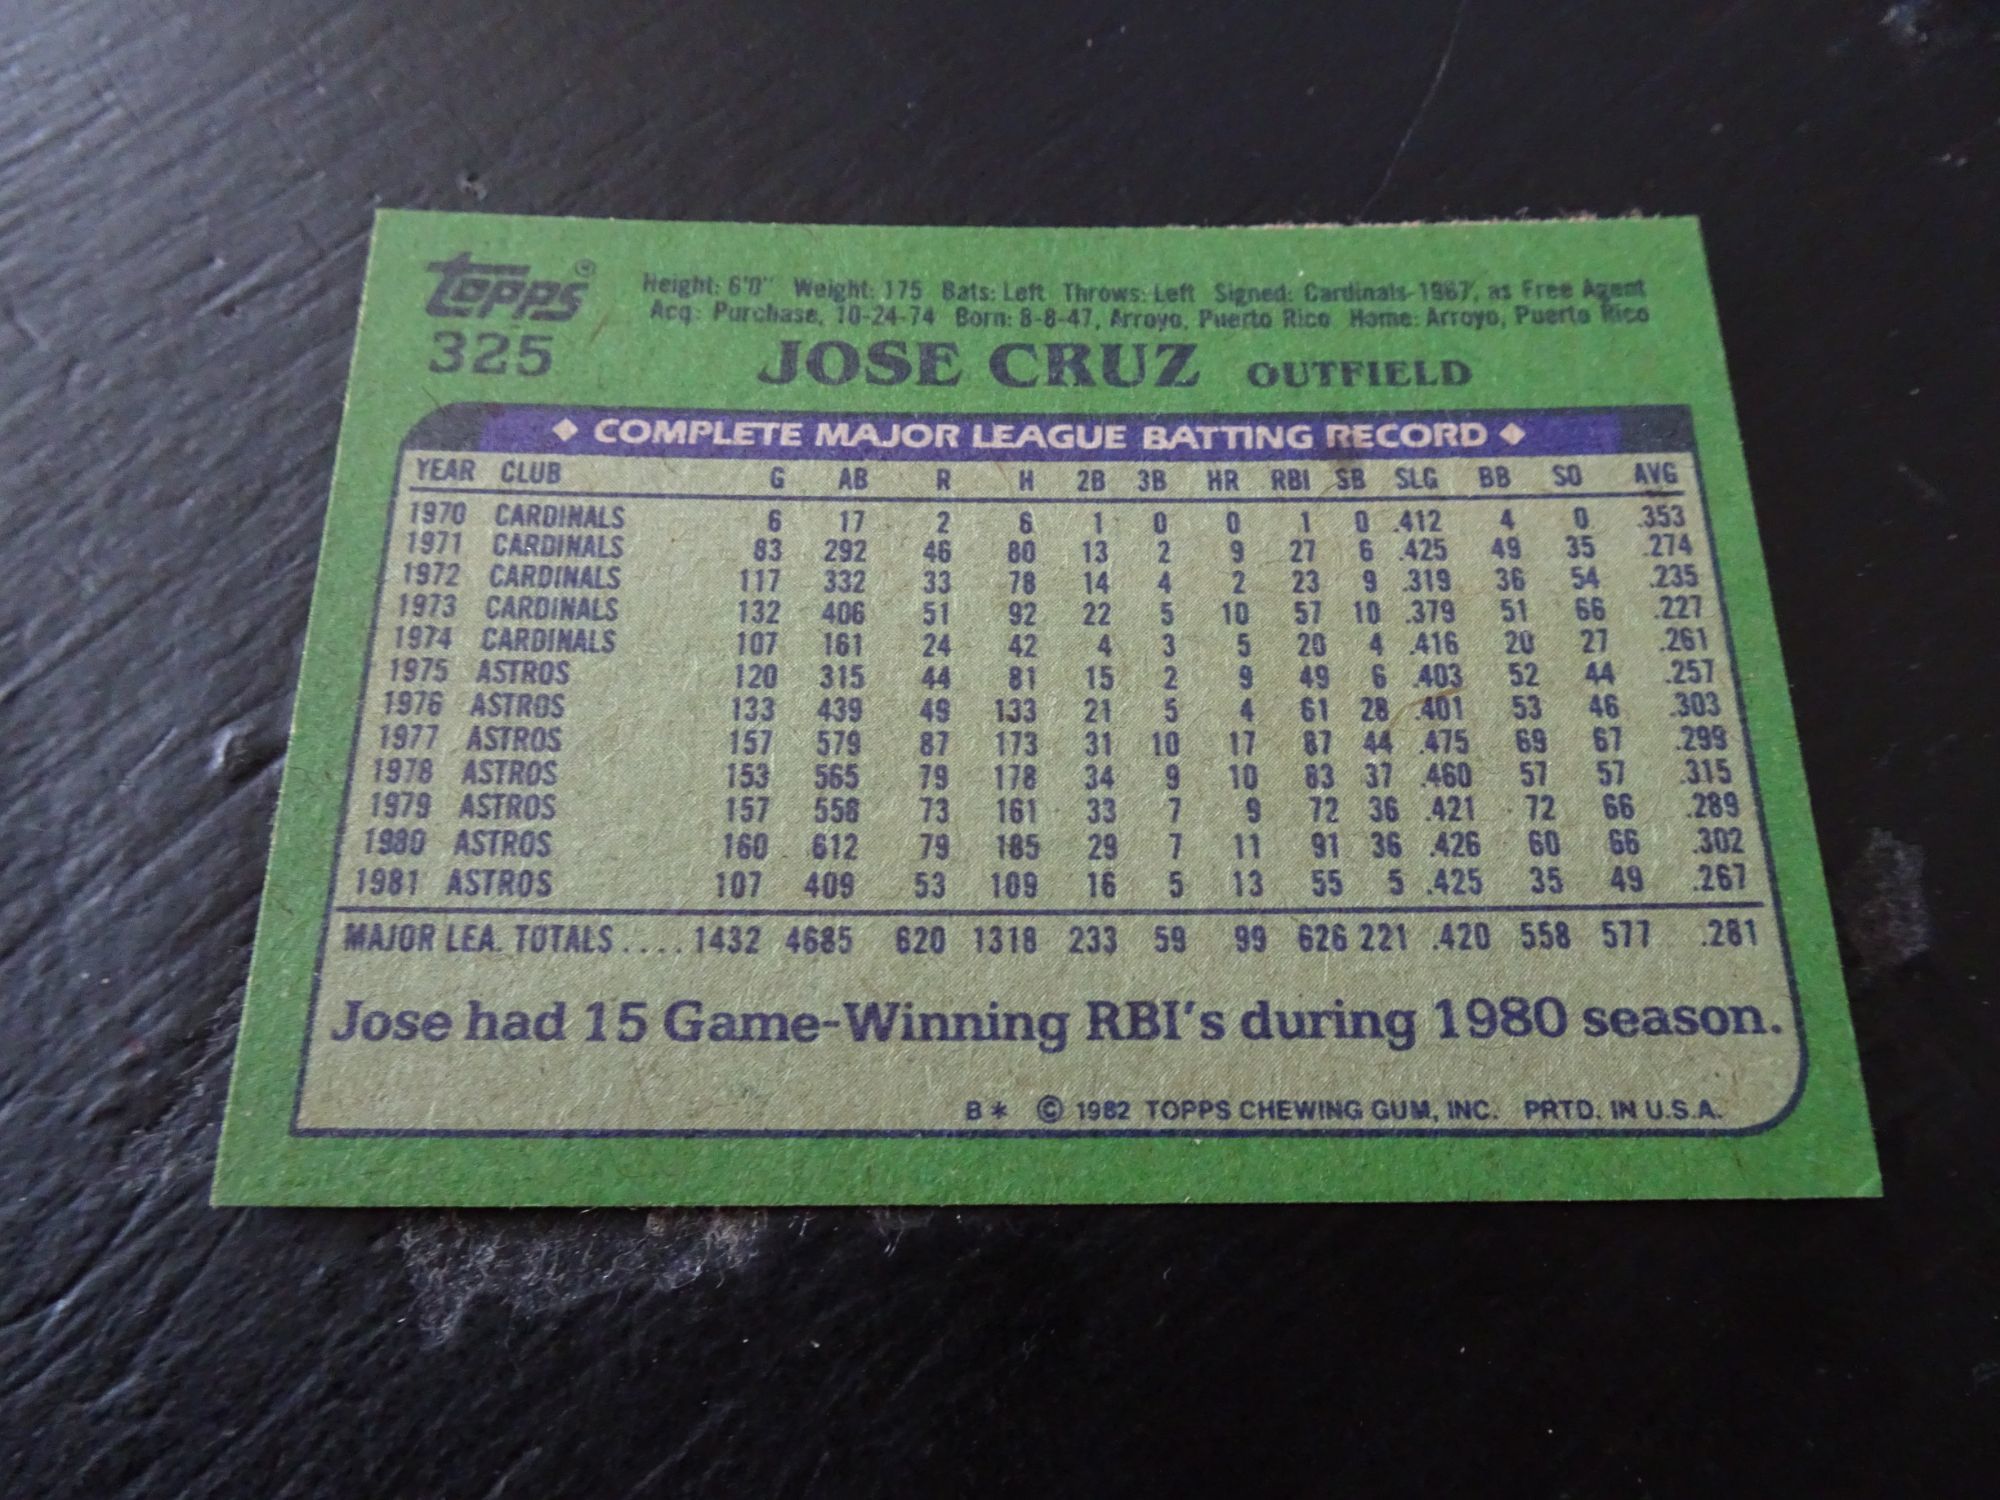 topps®
325
Height: 6'0" Weight: 175 Bats: Left Throws: Left Signed: Cardinals-1967, as Free Agent
Acq: Purchase, 10-24-74 Born: 8-8-47, Arroyo, Puerto Rico Home: Arroyo, Puerto Rico
JOSE CRUZ OUTFIELD
◆ COMPLETE MAJOR LEAGUE BATTING RECORD ◆
YEAR CLUB G AB R H 2B 3B HR RBI SB SLG BB SO AVG
1970 CARDINALS 6 17 2 6 1 0 0 1 0 .412 4 0 .353
1971 CARDINALS 83 292 46 80 13 2 9 27 6 .425 49 35 .274
1972 CARDINALS 117 332 33 78 14 4 2 23 9 .319 36 54 .235
1973 CARDINALS 132 406 51 92 22 5 10 57 10 .379 51 66 .227
1974 CARDINALS 107 161 24 42 4 3 5 20 4 .416 20 27 .261
1975 ASTROS 120 315 44 81 15 2 9 49 6 .403 52 44 .257
1976 ASTROS 133 439 49 133 21 5 4 61 28 .401 53 46 .303
1977 ASTROS 157 579 87 173 31 10 17 87 44 .475 69 67 .299
1978 ASTROS 153 565 79 178 34 9 10 83 37 .460 57 57 .315
1979 ASTROS 157 558 73 161 33 7 9 72 36 .421 72 66 .289
1980 ASTROS 160 612 79 185 29 7 11 91 36 .426 60 66 .302
1981 ASTROS 107 409 53 109 16 5 13 55 5 .425 35 49 .267
MAJOR LEA. TOTALS .... 1432 4685 620 1318 233 59 99 626 221 .420 558 577 .281
Jose had 15 Game-Winning RBI's during 1980 season.
B* © 1982 TOPPS CHEWING GUM, INC. PRTD. IN U.S.A.